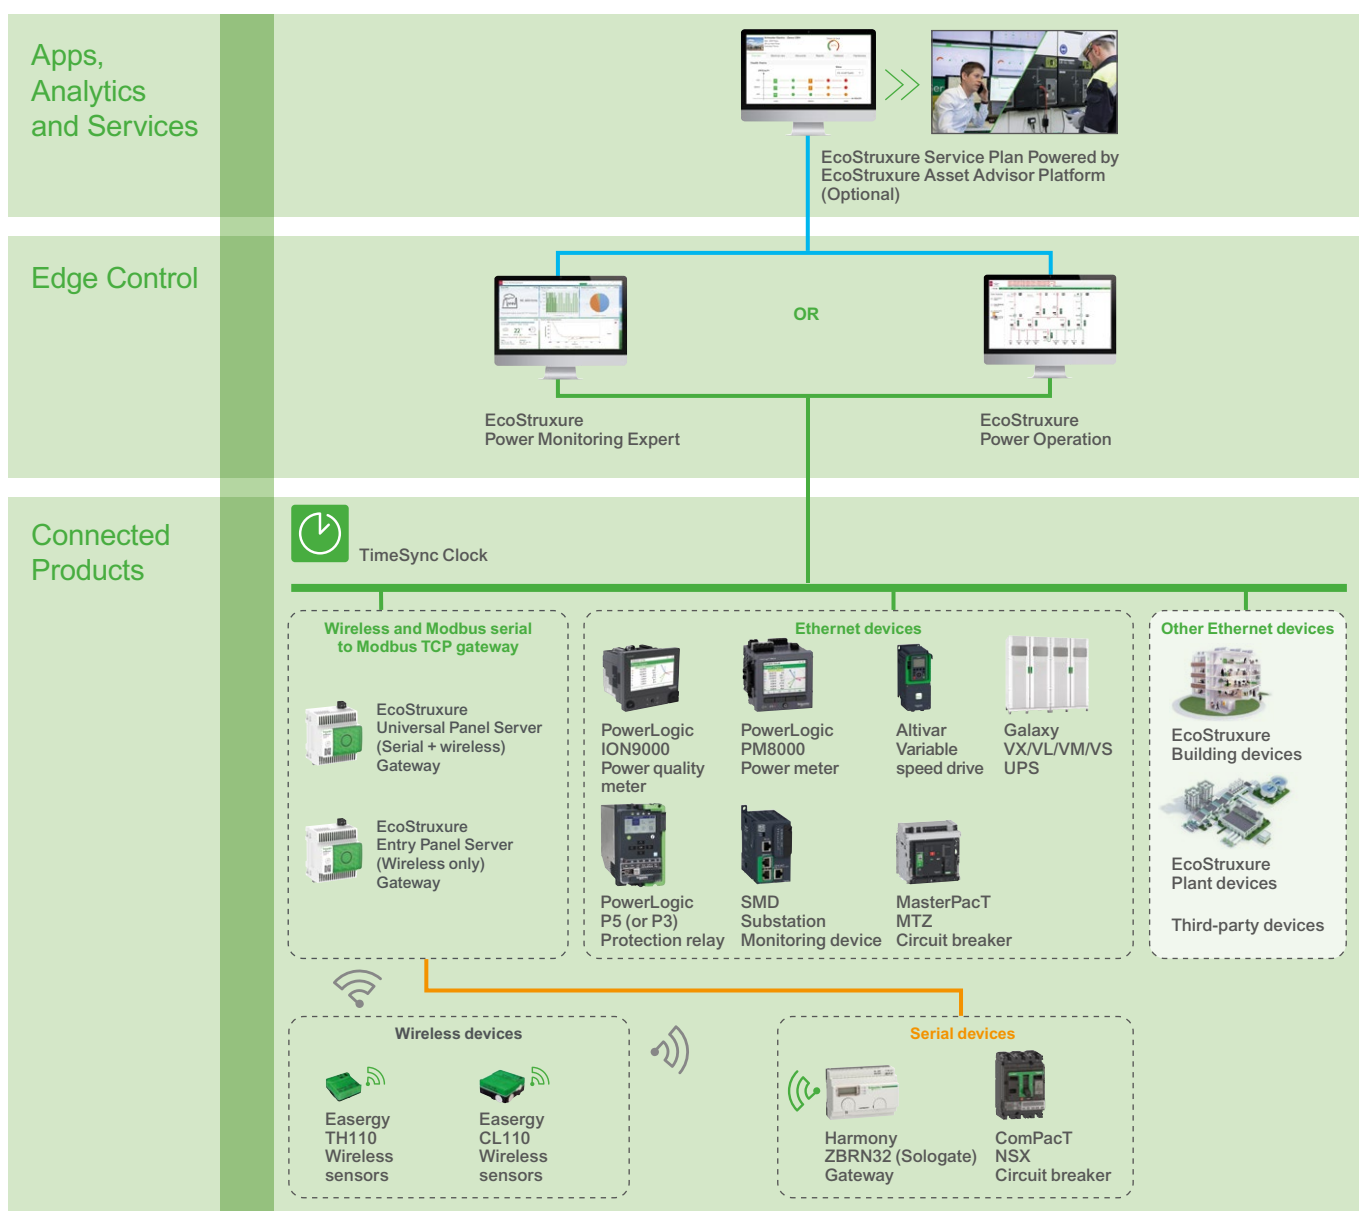 Apps,
Analytics
and Services
EcoStruxure Service Plan Powered by
EcoStruxure Asset Advisor Platform
(Optional)
Edge Control
OR
EcoStruxure
Power Monitoring Expert
EcoStruxure
Power Operation
Connected
Products
TimeSync Clock
Wireless and Modbus serial
to Modbus TCP gateway
EcoStruxure
Universal Panel Server
(Serial + wireless)
Gateway
EcoStruxure
Entry Panel Server
(Wireless only)
Gateway
Ethernet devices
PowerLogic
ION9000
Power quality
meter
PowerLogic
PM8000
Power meter
Altivar
Variable
speed drive
Galaxy
VX/VL/VM/VS
UPS
PowerLogic
P5 (or P3)
Protection relay
SMD
Substation
Monitoring device
MasterPacT
MTZ
Circuit breaker
Other Ethernet devices
EcoStruxure
Building devices
EcoStruxure
Plant devices
Third-party devices
Wireless devices
Easergy
TH110
Wireless
sensors
Easergy
CL110
Wireless
sensors
Serial devices
Harmony
ZBRN32 (Sologate)
Gateway
ComPacT
NSX
Circuit breaker